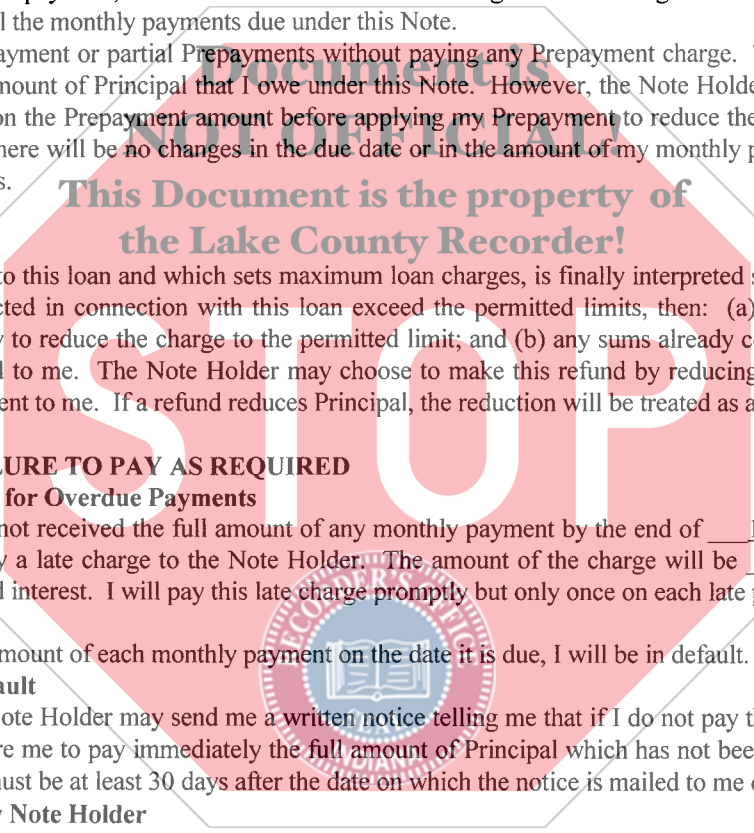 l the monthly payments due under this Note.
ayment or partial Prepayments without paying any Prepayment charge.
Document is
mount of Principal that I owe under this Note. However, the Note Holde
on the Prepayment amount before applying my Prepayment to reduce the
NOT OFFICIAL!
here will be no changes in the due date or in the amount of my monthly p
s.
This Document is the property of
the Lake County Recorder!
to this loan and which sets maximum loan charges, is finally interpreted s
cted in connection with this loan exceed the permitted limits, then: (a)
y to reduce the charge to the permitted limit; and (b) any sums already c
d to me. The Note Holder may choose to make this refund by reducing
ent to me. If a refund reduces Principal, the reduction will be treated as a
STOP
LURE TO PAY AS REQUIRED
for Overdue Payments
not received the full amount of any monthly payment by the end of ___
y a late charge to the Note Holder. The amount of the charge will be _
d interest. I will pay this late charge promptly but only once on each late
RECORDER'S OFFICE
mount of each monthly payment on the date it is due, I will be in default.
ault
ote Holder may send me a written notice telling me that if I do not pay th
re me to pay immediately the full amount of Principal which has not bee
INDIANA
nust be at least 30 days after the date on which the notice is mailed to me o
y Note Holder